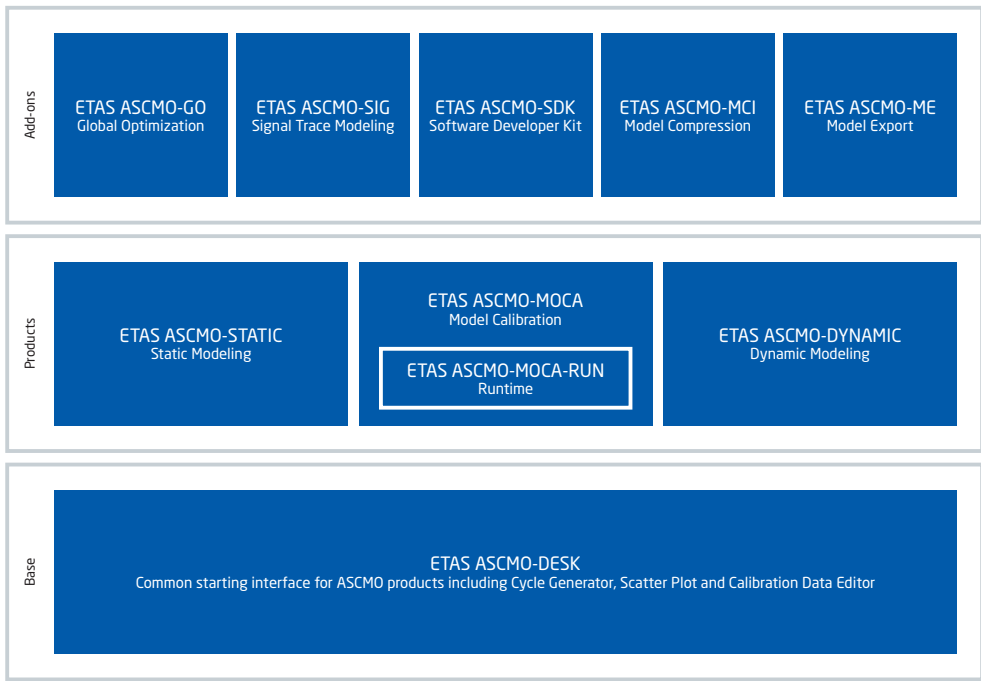 Add-ons
ETAS ASCMO-GO
Global Optimization
ETAS ASCMO-SIG
Signal Trace Modeling
ETAS ASCMO-SDK
Software Developer Kit
ETAS ASCMO-MCI
Model Compression
ETAS ASCMO-ME
Model Export
Products
ETAS ASCMO-STATIC
Static Modeling
ETAS ASCMO-MOCA
Model Calibration
ETAS ASCMO-MOCA-RUN
Runtime
ETAS ASCMO-DYNAMIC
Dynamic Modeling
Base
ETAS ASCMO-DESK
Common starting interface for ASCMO products including Cycle Generator, Scatter Plot and Calibration Data Editor